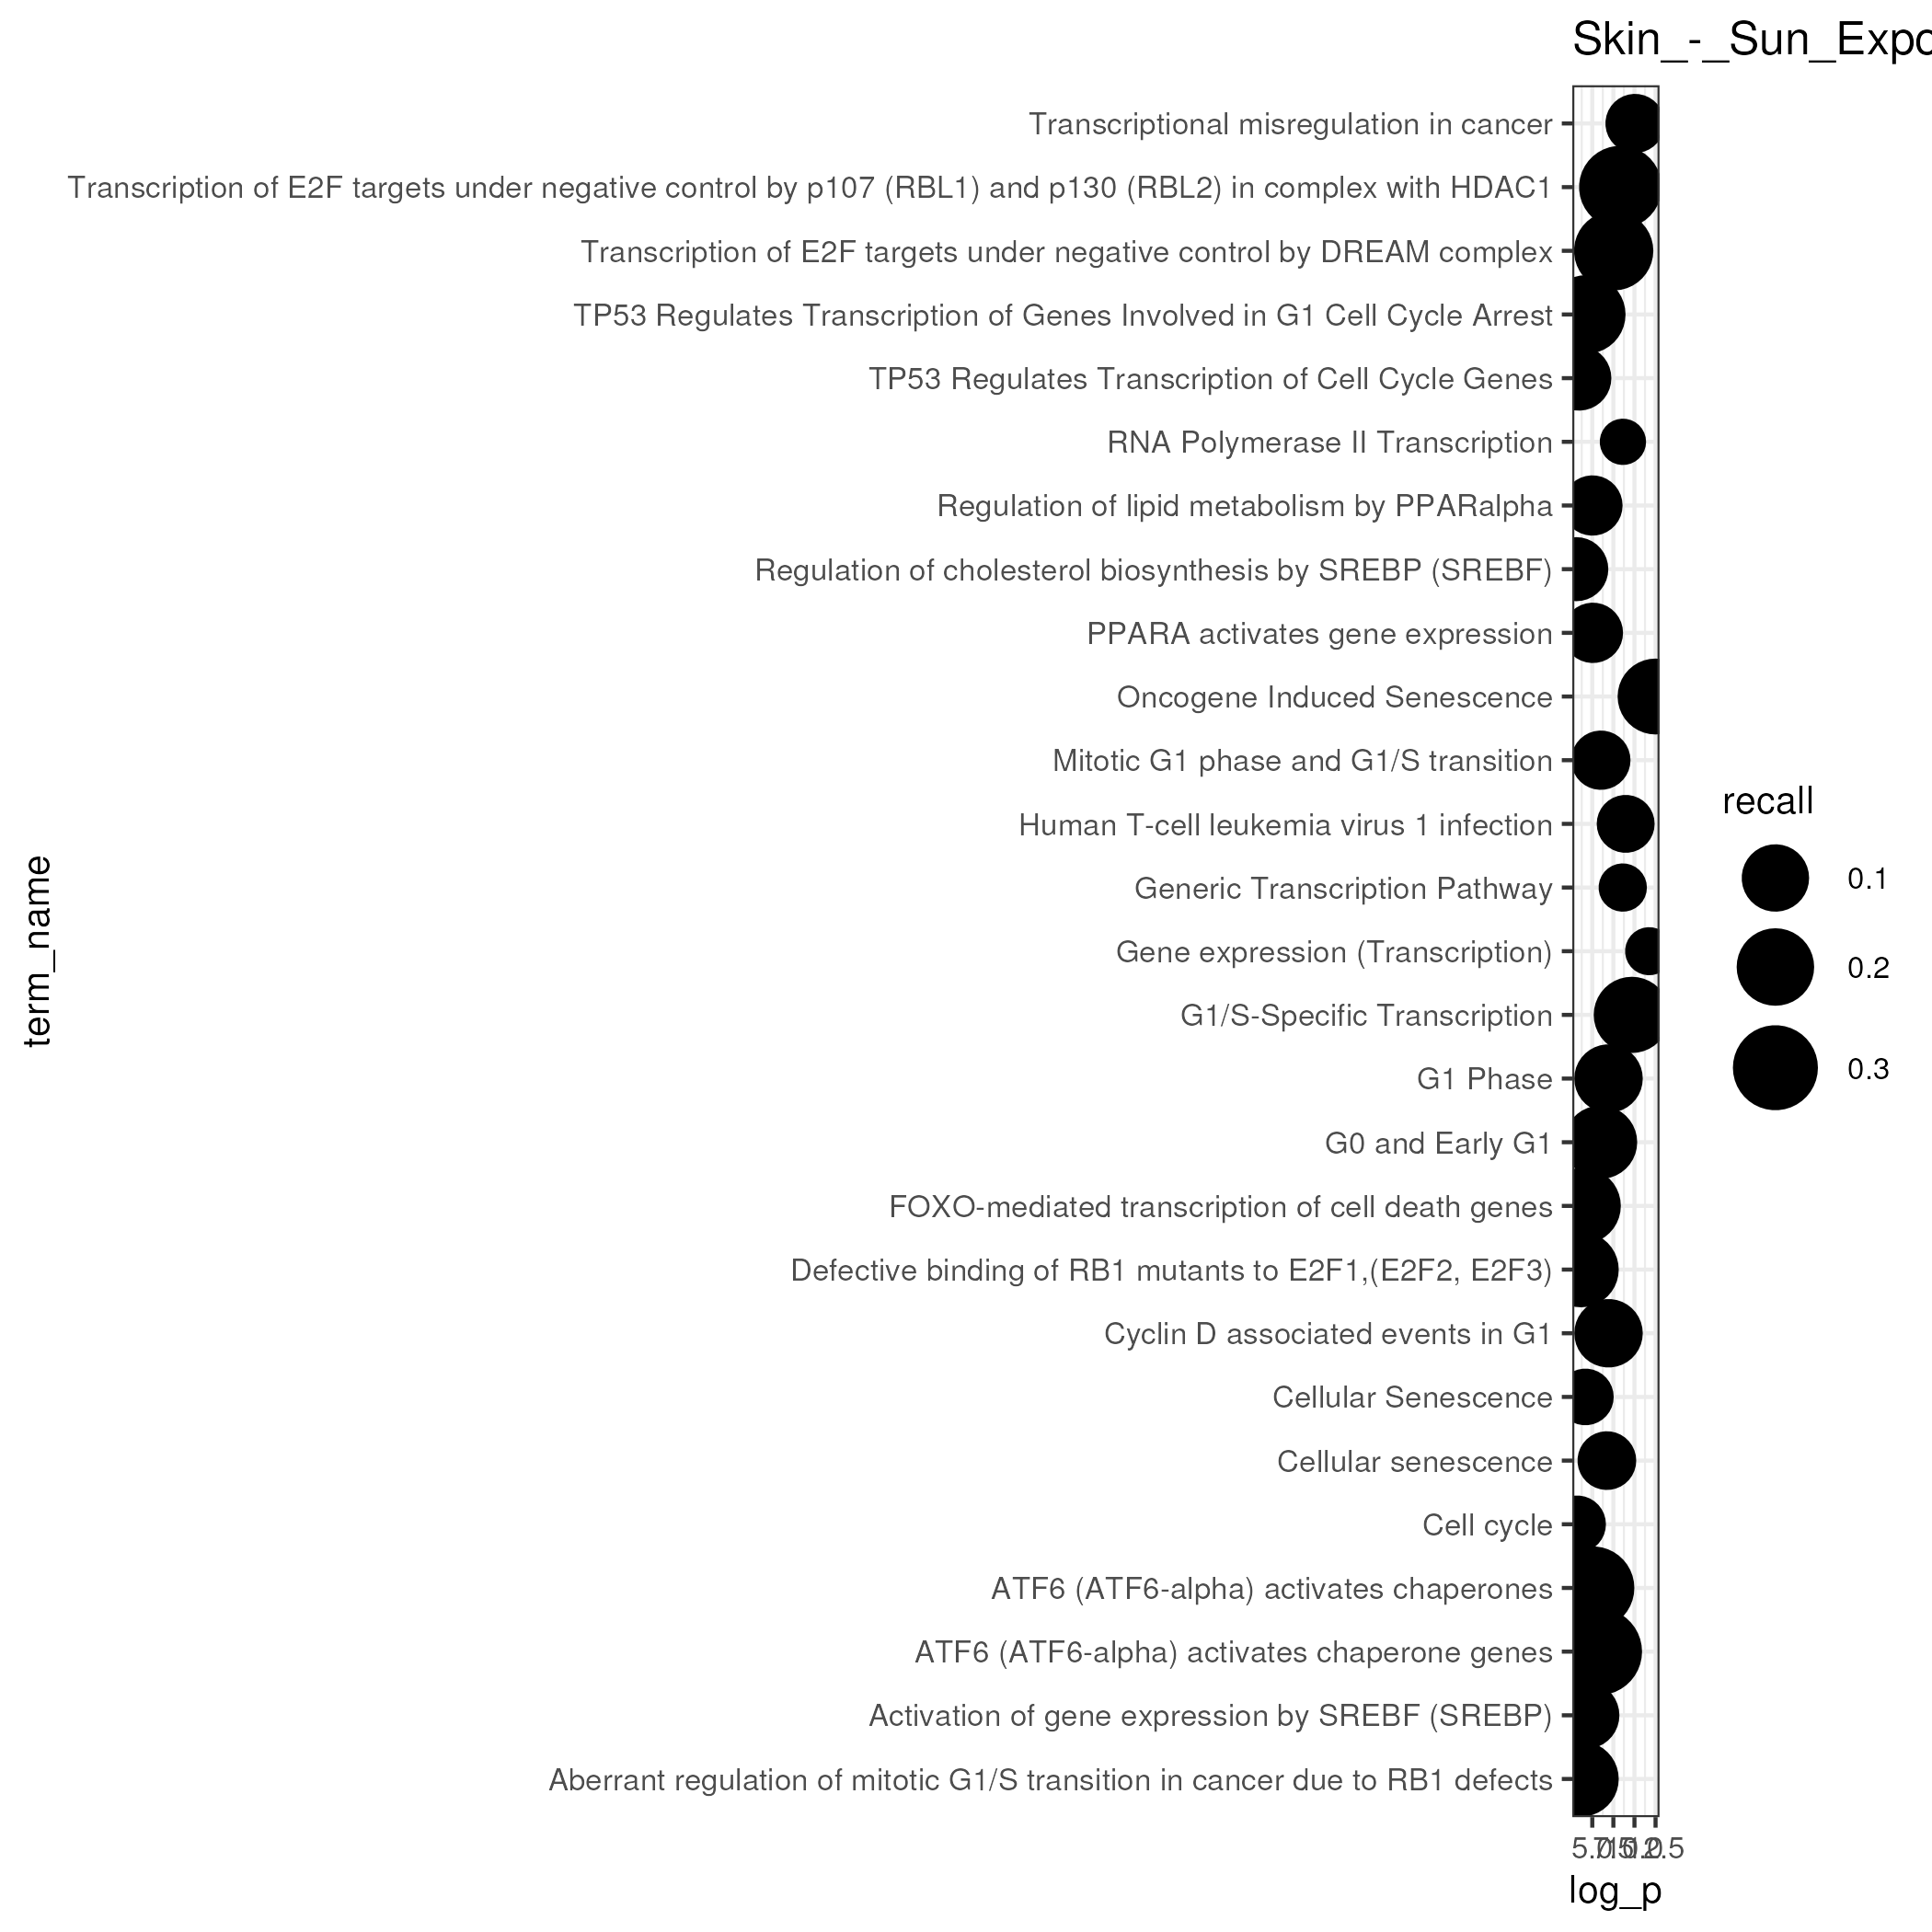 Skin_-_Sun_Expo
Transcriptional misregulation in cancer
Transcription of E2F targets under negative control by p107 (RBL1) and p130 (RBL2) in complex with HDAC1
Transcription of E2F targets under negative control by DREAM complex
TP53 Regulates Transcription of Genes Involved in G1 Cell Cycle Arrest
TP53 Regulates Transcription of Cell Cycle Genes
RNA Polymerase II Transcription
Regulation of lipid metabolism by PPARalpha
Regulation of cholesterol biosynthesis by SREBP (SREBF)
PPARA activates gene expression
Oncogene Induced Senescence
Mitotic G1 phase and G1/S transition
Human T-cell leukemia virus 1 infection
Generic Transcription Pathway
Gene expression (Transcription)
G1/S-Specific Transcription
G1 Phase
G0 and Early G1
FOXO-mediated transcription of cell death genes
Defective binding of RB1 mutants to E2F1,(E2F2, E2F3)
Cyclin D associated events in G1
Cellular Senescence
Cellular senescence
Cell cycle
ATF6 (ATF6-alpha) activates chaperones
ATF6 (ATF6-alpha) activates chaperone genes
Activation of gene expression by SREBF (SREBP)
Aberrant regulation of mitotic G1/S transition in cancer due to RB1 defects
term_name
log_p
recall
0.1
0.2
0.3